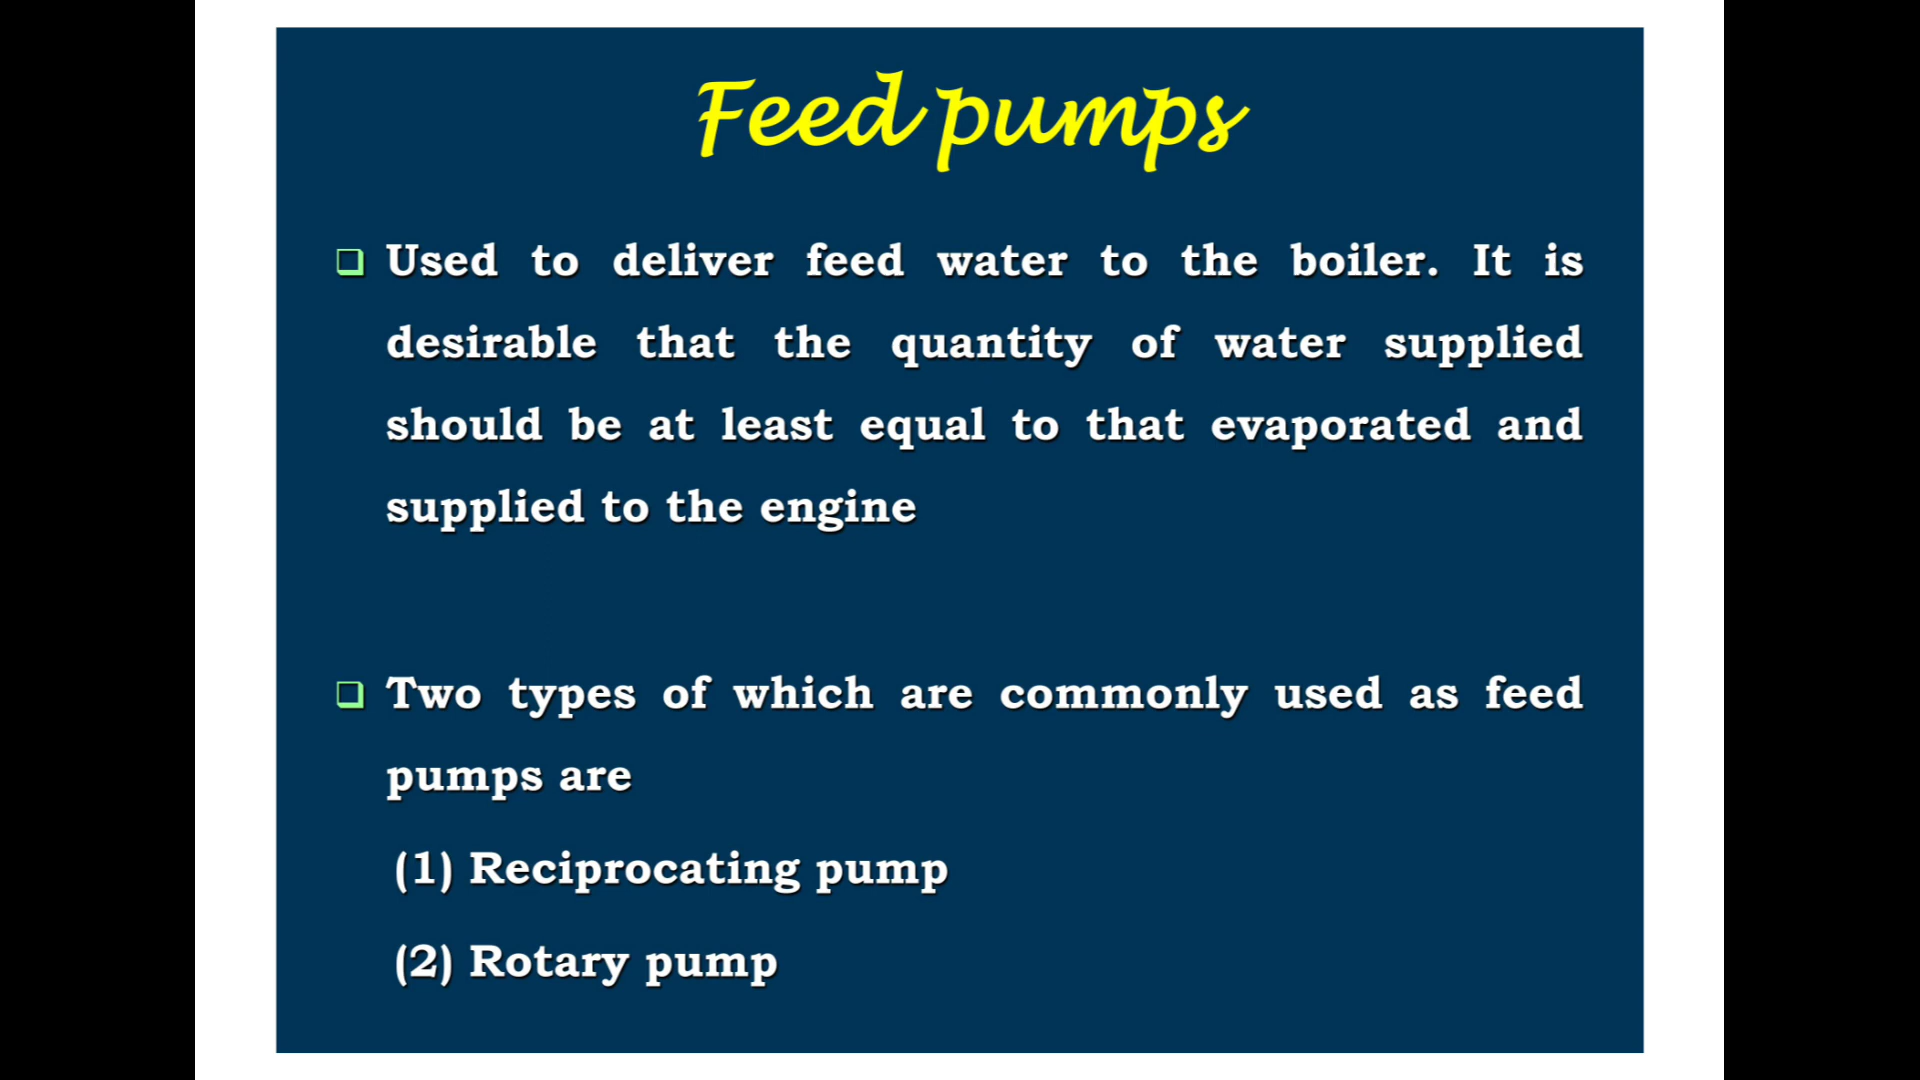 Feed pumps
Used to deliver feed water to the boiler. It is
desirable that the quantity of water supplied
should be at least equal to that evaporated and
supplied to the engine
Two types of which are commonly used as feed
pumps are
(1) Reciprocating pump
(2) Rotary pump